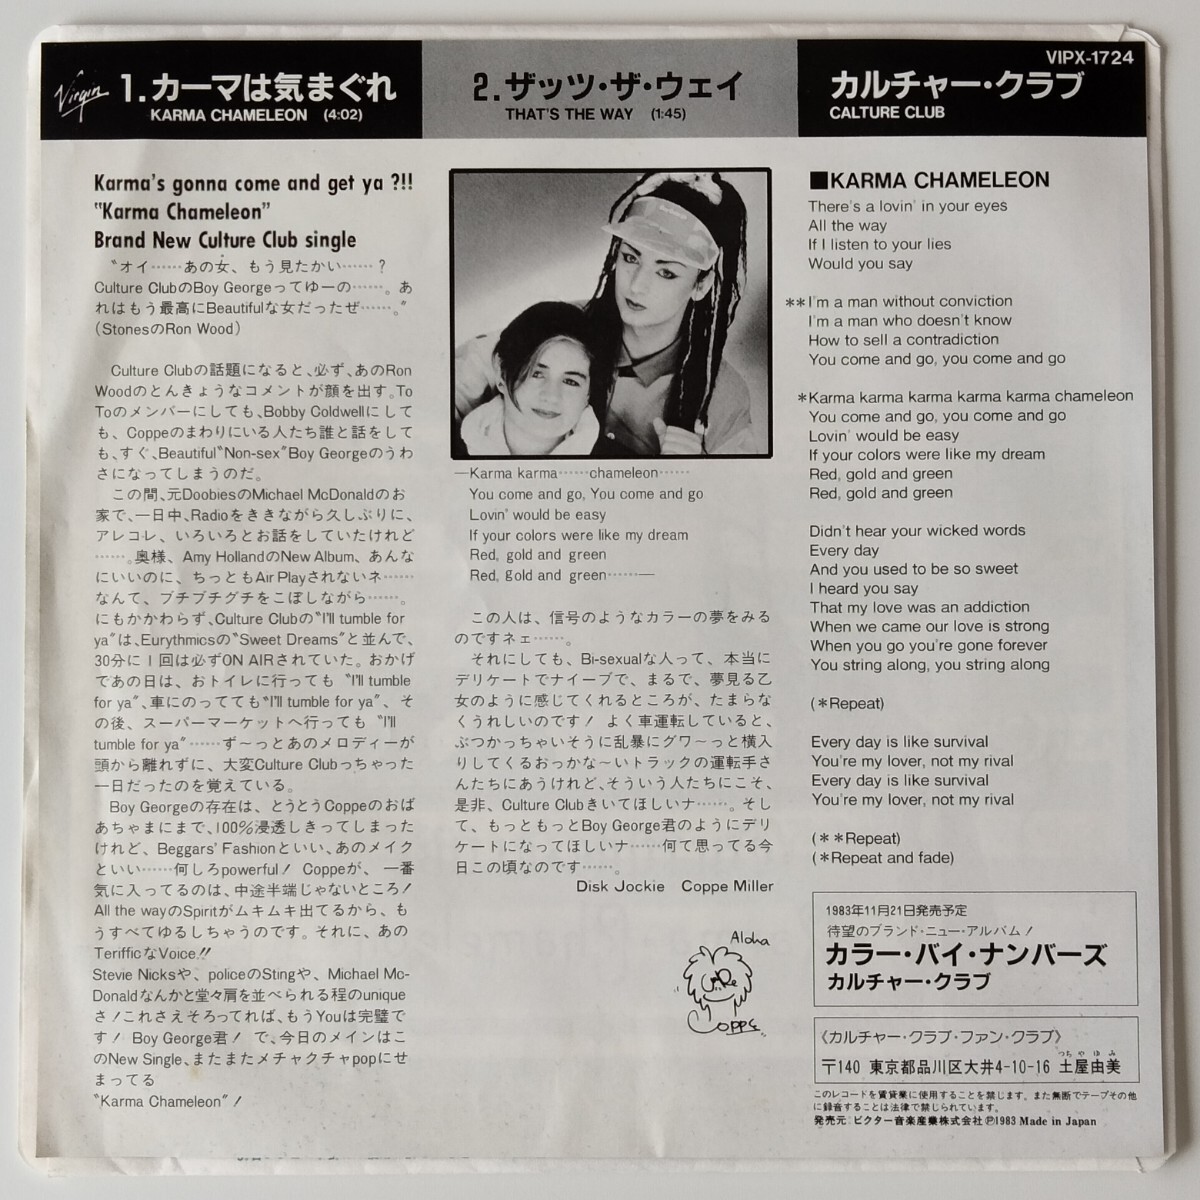 Virgin
1.カーマは気まぐれ
KARMA CHAMELEON (4:02)
2.ザッツ・ザ・ウェイ
THAT'S THE WAY (1:45)
VIPX-1724
カルチャー・クラブ
CALTURE CLUB
Karma's gonna come and get ya ?!!
"Karma Chameleon"
Brand New Culture Club single
〝オイ……あの女、もう見たかい……？
Culture ClubのBoy Georgeってゆーの……。あ
れはもう最高にBeautifulな女だったぜ……。〞
(StonesのRon Wood)
Culture Clubの話題になると、必ず、あのRon
Woodのとんきょうなコメントが顔を出す。To
Toのメンバーにしても、Bobby Coldwellにして
も、Coppeのまわりにいる人たち誰と話をして
も、すぐ、Beautiful〝Non-sex〞Boy Georgeのうわ
さになってしまうのだ。
この間、元DoobiesのMichael McDonaldのお
家で、一日中、Radioをききながら久しぶりに、
アレコレ、いろいろとお話をしていたけれど
……。奥様、Amy HollandのNew Album、あんな
にいいのに、ちっともAir Playされないネ……
なんて、ブチブチグチをこぼしながら……。
にもかかわらず、Culture Clubの〝I'll tumble for
ya〞は、Eurythmicsの〝Sweet Dreams〞と並んで、
30分に1回は必ずON AIRされていた。おかげ
であの日は、おトイレに行っても〝I'll tumble
for ya〞、車にのってても〝I'll tumble for ya〞、そ
の後、スーパーマーケットへ行っても〝I'll
tumble for ya〞……ず〜っとあのメロディーが
頭から離れずに、大変Culture Clubっちゃった
一日だったのを覚えている。
Boy Georgeの存在は、とうとうCoppeのおば
あちゃまにまで、100%浸透しきってしまった
けれど、Beggars' Fashionといい、あのメイク
といい……何しろpowerful！ Coppeが、一番
気に入ってるのは、中途半端じゃないところ！
All the wayのSpiritがムキムキ出てるから、も
うすべてゆるしちゃうのです。それに、あの
TerifficなVoice!!
Stevie Nicksや、policeのStingや、Michael Mc-
Donaldなんかと堂々肩を並べられる程のunique
さ！これさえそろってれば、もうYouは完璧で
す！ Boy George君！ で、今日のメインはこ
のNew Single、またまたメチャクチャpopにせ
まってる
〝Karma Chameleon〞！
—Karma karma……chameleon……
You come and go, You come and go
Lovin' would be easy
If your colors were like my dream
Red, gold and green
Red, gold and green……—
この人は、信号のようなカラーの夢をみる
のですネェ……。
それにしても、Bi-sexualな人って、本当に
デリケートでナイーブで、まるで、夢見る乙
女のように感じてくれるところが、たまらな
くうれしいのです！ よく車運転していると、
ぶつかっちゃいそうに乱暴にグワ〜っと横入
りしてくるおっかな〜いトラックの運転手さ
んたちにあうけれど、そういう人たちにこそ、
是非、Culture Clubきいてほしいナ……。そし
て、もっともっとBoy George君のようにデリ
ケートになってほしいナ……何て思ってる今
日この頃なのです……。
Disk Jockie Coppe Miller
Aloha
Coppe
■KARMA CHAMELEON
There's a lovin' in your eyes
All the way
If I listen to your lies
Would you say
**I'm a man without conviction
I'm a man who doesn't know
How to sell a contradiction
You come and go, you come and go
*Karma karma karma karma karma chameleon
You come and go, you come and go
Lovin' would be easy
If your colors were like my dream
Red, gold and green
Red, gold and green
Didn't hear your wicked words
Every day
And you used to be so sweet
I heard you say
That my love was an addiction
When we came our love is strong
When you go you're gone forever
You string along, you string along
(*Repeat)
Every day is like survival
You're my lover, not my rival
Every day is like survival
You're my lover, not my rival
(**Repeat)
(*Repeat and fade)
1983年11月21日発売予定
待望のブランド・ニュー・アルバム！
カラー・バイ・ナンバーズ
カルチャー・クラブ
《カルチャー・クラブ・ファン・クラブ》
つちやゆみ
〒140 東京都品川区大井4-10-16 土屋由美
このレコードを賃貸業に使用することを禁じます。また無断でテープその他
に録音することは法律で禁じられています。
発売元：ビクター音楽産業株式会社 Ⓟ1983 Made in Japan